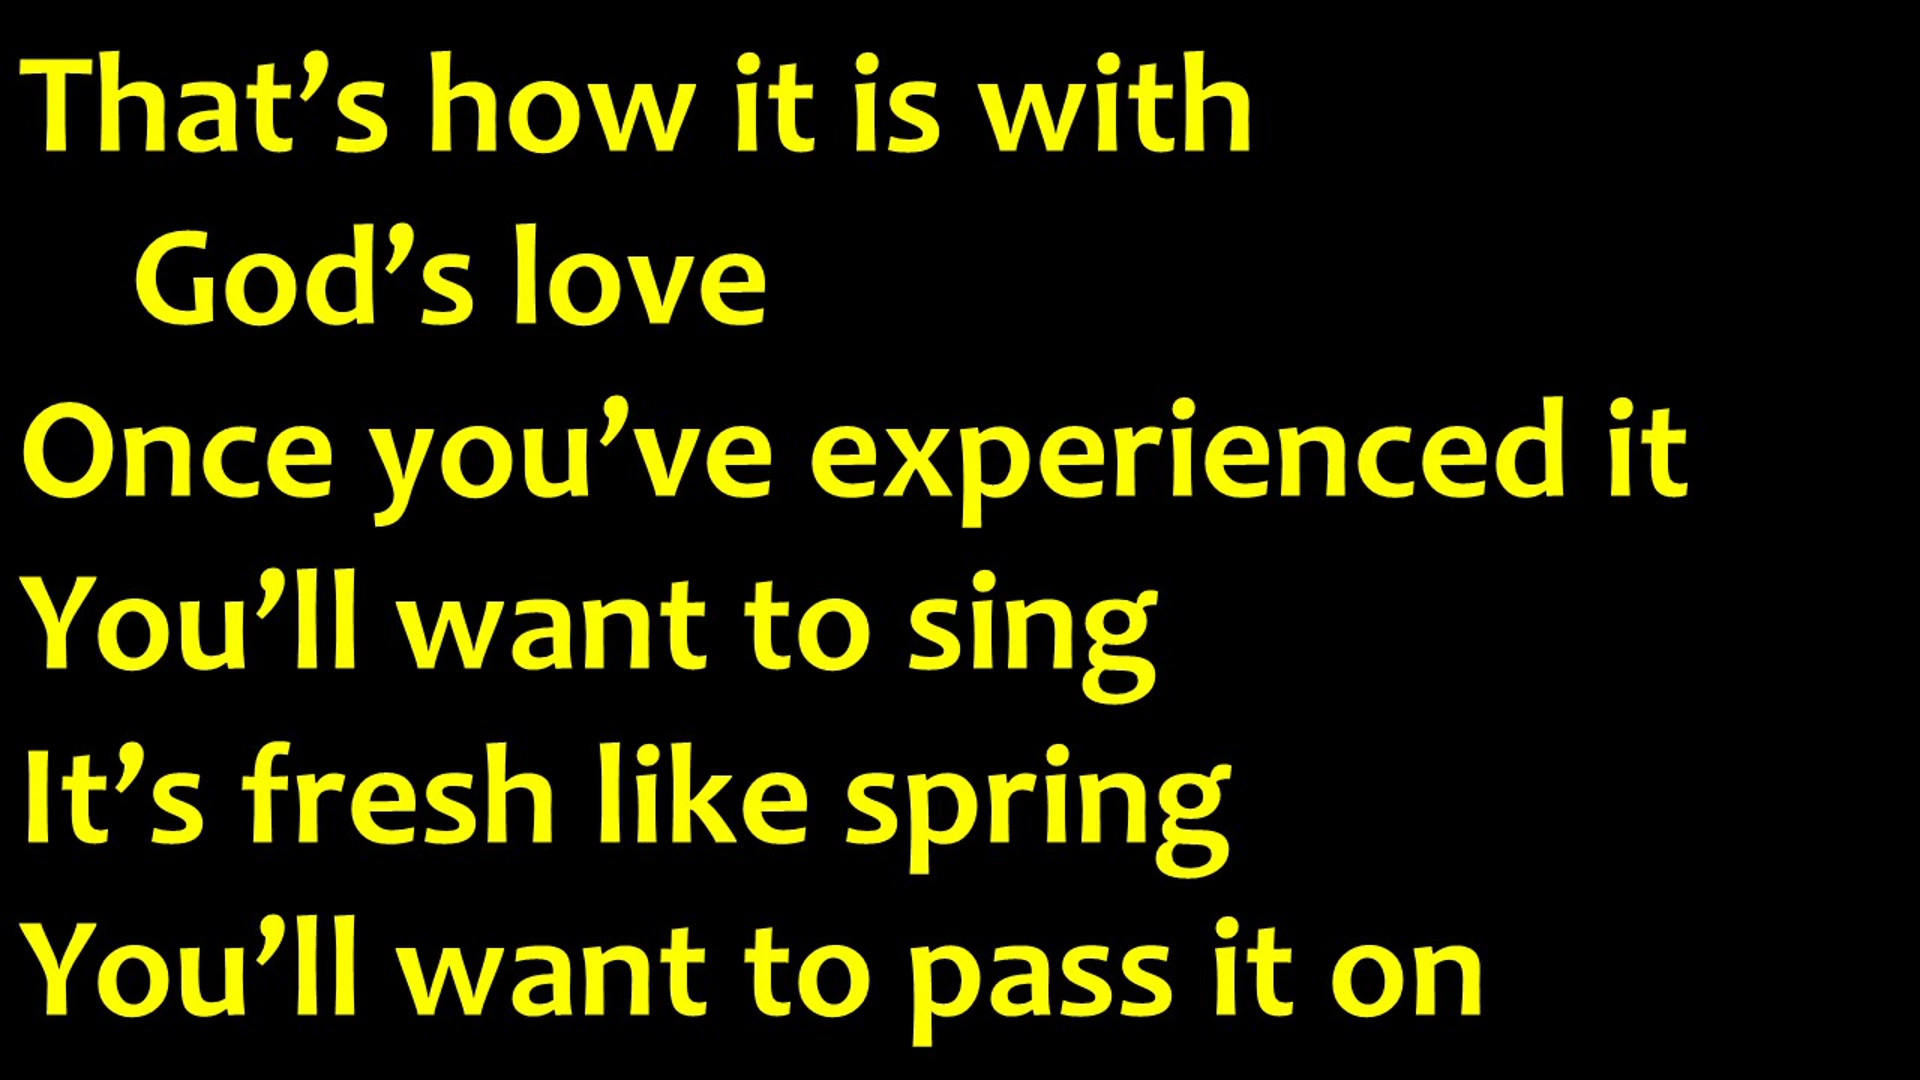 That’s how it is with
God’s love
Once you’ve experienced it
You’ll want to sing
It’s fresh like spring
You’ll want to pass it on